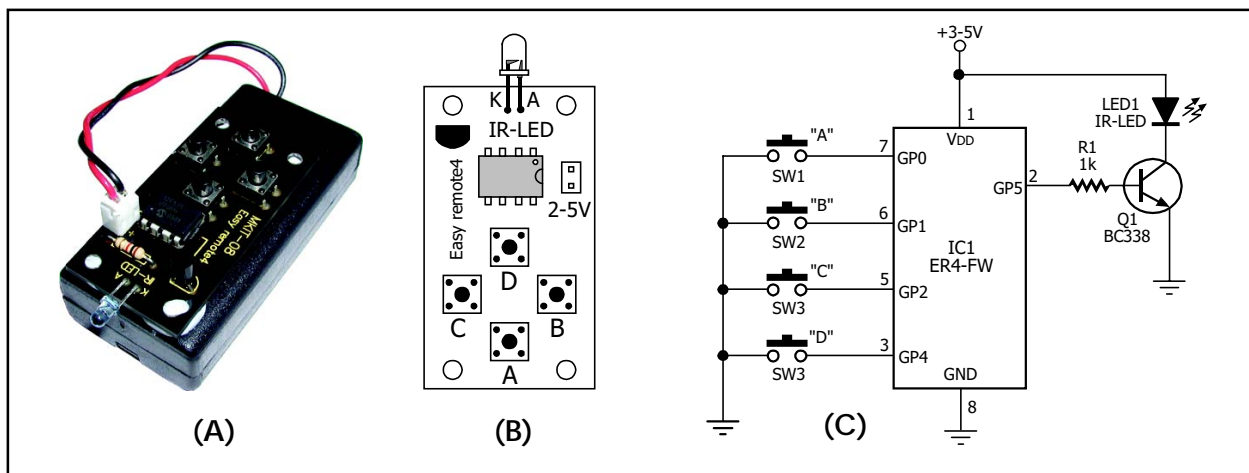 MKIT-08
Easy remote4
R-LED
K A
(A)
K A
IR-LED
Easy remote4
2-5V
D
C
B
A
(B)
+3-5V
1
VDD
LED1
IR-LED
"A"
7
GP0
SW1
"B"
6
GP1
SW2
"C"
5
GP2
SW3
"D"
3
GP4
SW3
IC1
ER4-FW
GP5
2
R1
1k
Q1
BC338
GND
8
(C)